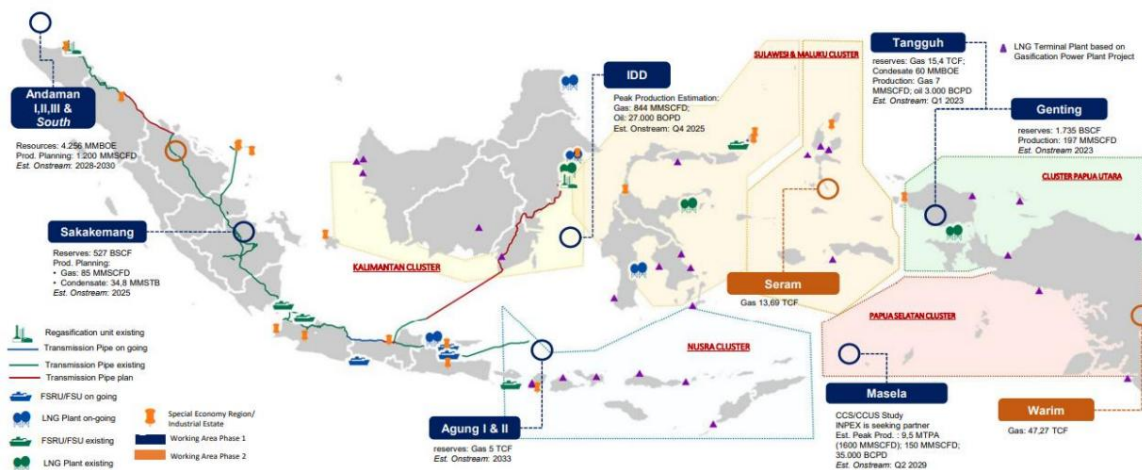 Andaman
I,II,III &
South
Resources: 4.256 MMBOE
Prod. Planning: 1.200 MMSCFD
Est. Onstream: 2028-2030
Sakakemang
Reserves: 527 BSCF
Prod. Planning:
• Gas: 85 MMSCFD
• Condensate: 34,8 MMSTB
Est. Onstream: 2025
IDD
Peak Production Estimation:
Gas: 844 MMSCFD;
Oil: 27.000 BOPD
Est. Onstream: Q4 2025
SULAWESI & MALUKU CLUSTER
Tangguh
reserves: Gas 15,4 TCF;
Condesate 60 MMBOE
Production: Gas 7
MMSCFD; oil 3.000 BCPD
Est. Onstream: Q1 2023
LNG Terminal Plant based on
Gasification Power Plant Project
Genting
reserves: 1.735 BSCF
Production: 197 MMSCFD
Est. Onstream 2023
CLUSTER PAPUA UTARA
KALIMANTAN CLUSTER
Seram
Gas 13,69 TCF
PAPUA SELATAN CLUSTER
NUSRA CLUSTER
Agung I & II
reserves: Gas 5 TCF
Est. Onstream: 2033
Masela
CCS/CCUS Study
INPEX is seeking partner
Est. Peak Prod. : 9,5 MTPA
(1600 MMSCFD); 150 MMSCFD;
35.000 BCPD
Est. Onstream: Q2 2029
Warim
Gas: 47,27 TCF
Regasification unit existing
Transmission Pipe on going
Transmission Pipe existing
Transmission Pipe plan
FSRU/FSU on going
LNG Plant on-going
FSRU/FSU existing
LNG Plant existing
Special Economy Region/
Industrial Estate
Working Area Phase 1
Working Area Phase 2